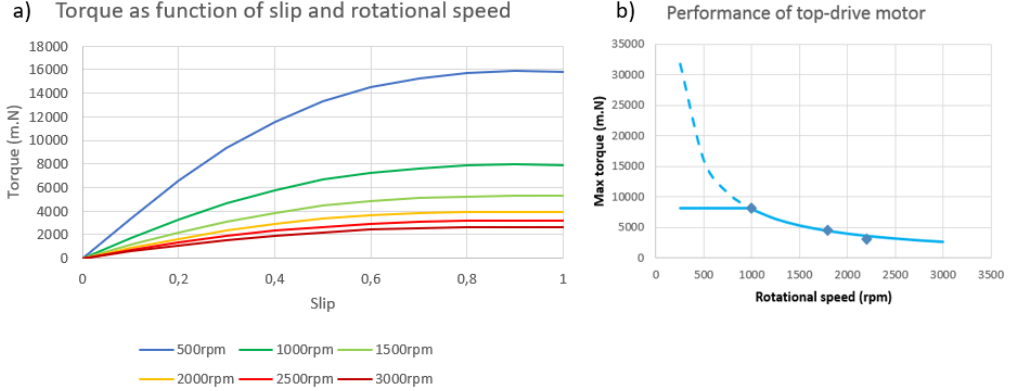 a) Torque as function of slip and rotational speed
18000
16000
14000
12000
10000
8000
6000
4000
2000
0
Torque (m.N)
0 0,2 0,4 0,6 0,8 1
Slip
500rpm 1000rpm 1500rpm
2000rpm 2500rpm 3000rpm
b) Performance of top-drive motor
35000
30000
25000
20000
15000
10000
5000
0
Max torque (m.N)
0 500 1000 1500 2000 2500 3000 3500
Rotational speed (rpm)